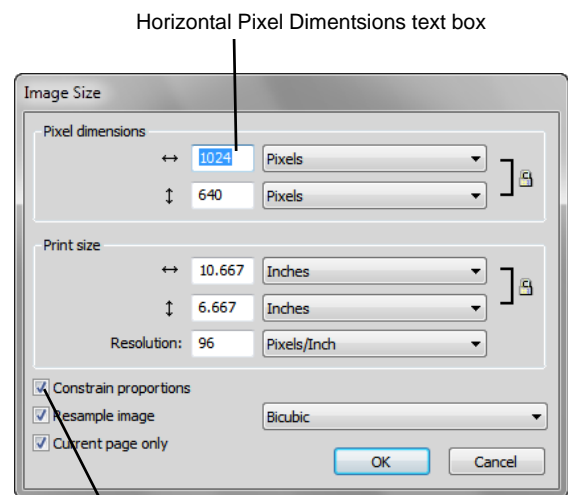 Horizontal Pixel Dimentsions text box
Image Size
Pixel dimensions
↔ 1024 Pixels
↕ 640 Pixels
Print size
↔ 10.667 Inches
↕ 6.667 Inches
Resolution: 96 Pixels/Inch
Constrain proportions
Resample image Bicubic
Current page only
OK Cancel